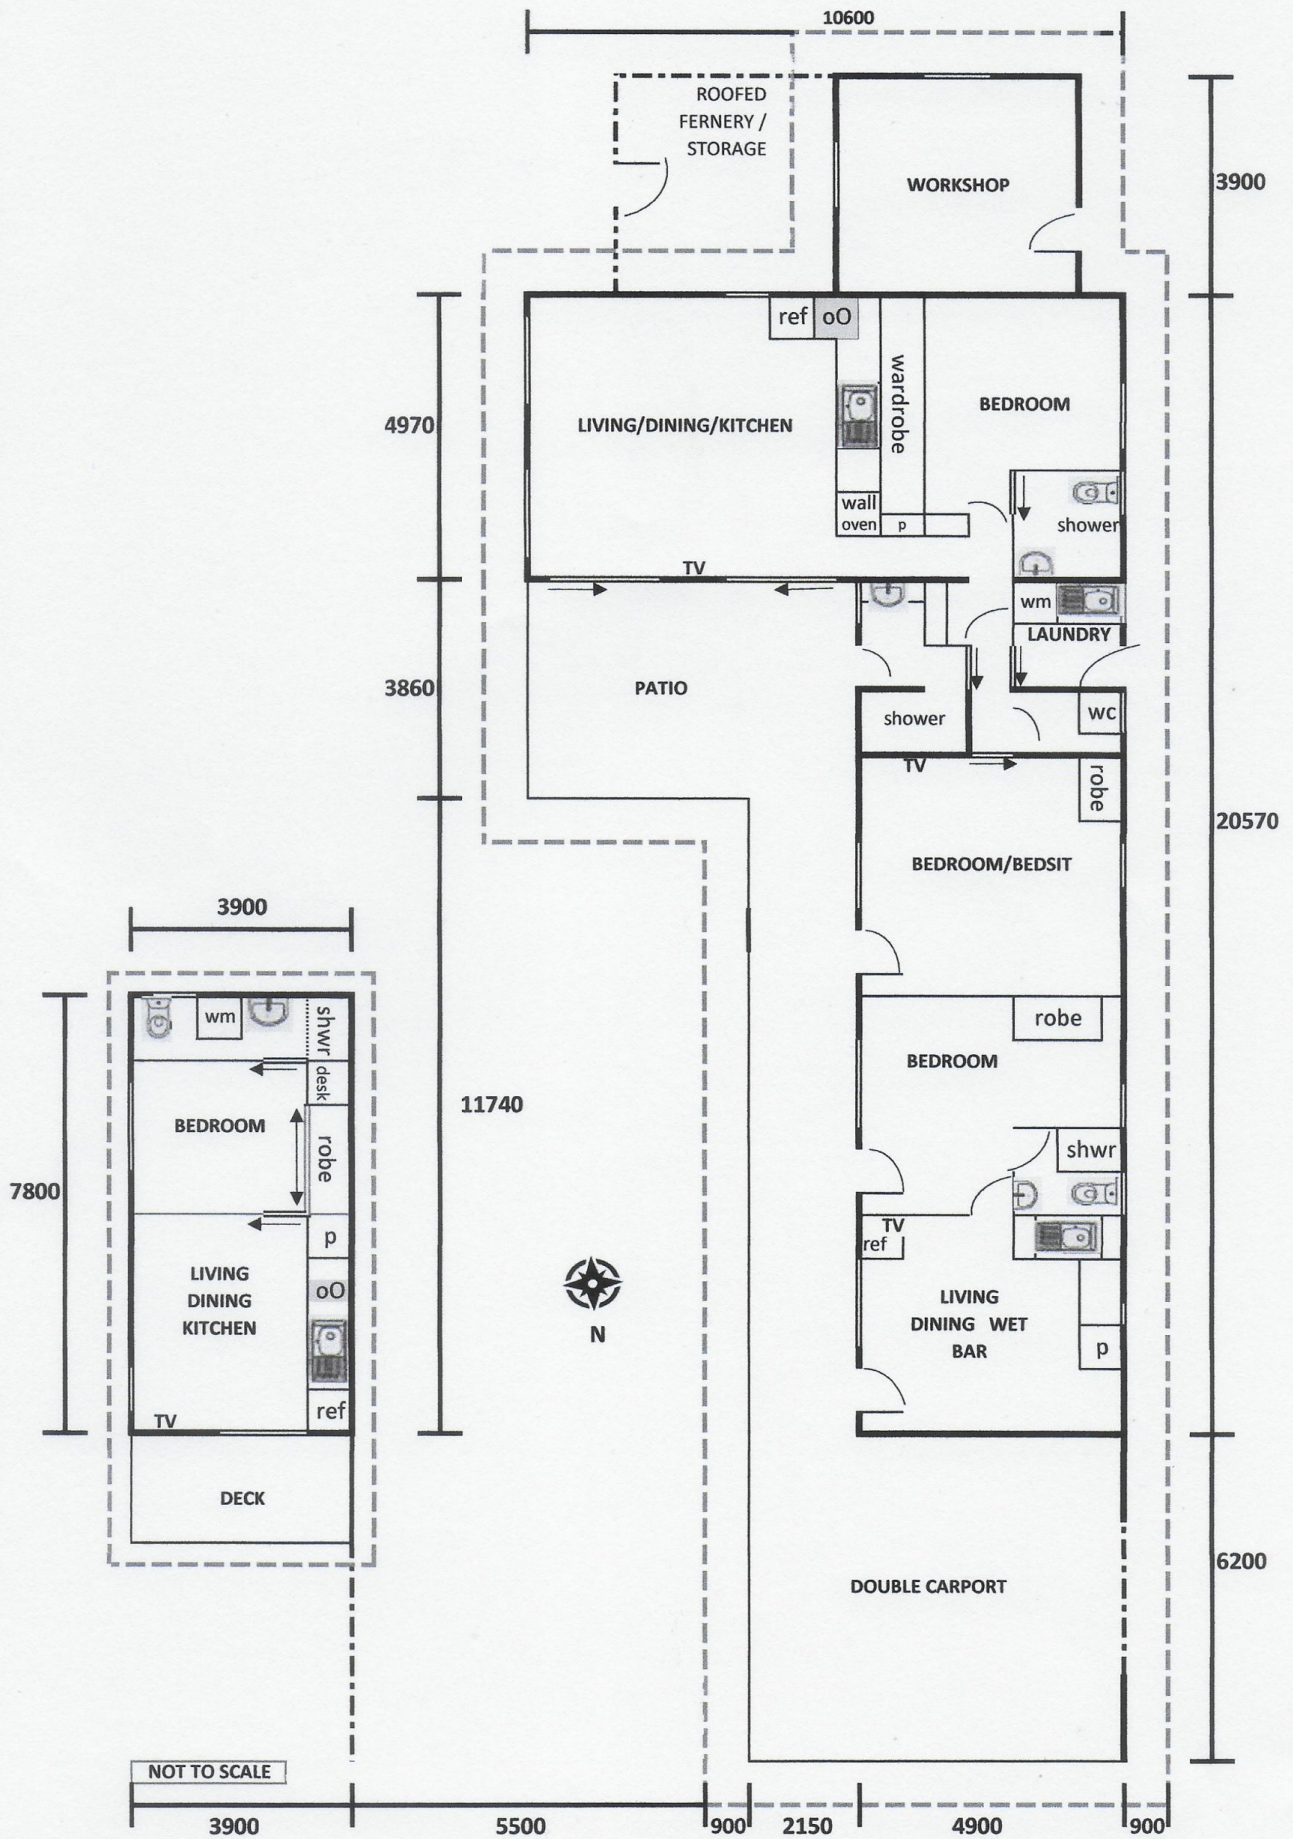 10600
ROOFED
FERNERY /
STORAGE
WORKSHOP
3900
ref
oO
wardrobe
BEDROOM
4970
LIVING/DINING/KITCHEN
wall
oven
p
shower
TV
wm
LAUNDRY
3860
PATIO
shower
wc
TV
robe
20570
BEDROOM/BEDSIT
3900
robe
wm
shwr
BEDROOM
desk
11740
BEDROOM
robe
shwr
7800
p
TV
ref
LIVING
DINING
KITCHEN
oO
N
LIVING
DINING WET
BAR
p
ref
TV
DECK
6200
DOUBLE CARPORT
NOT TO SCALE
3900
5500
900
2150
4900
900